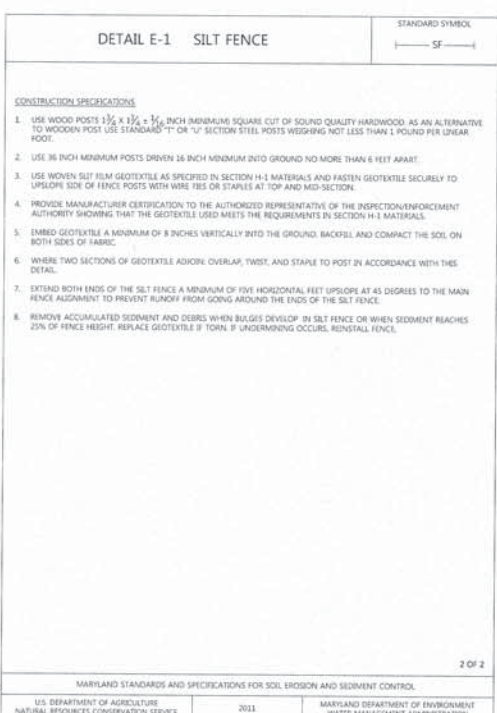 DETAIL E-1 SILT FENCE
STANDARD SYMBOL
SF
CONSTRUCTION SPECIFICATIONS
1. USE WOOD POSTS 1¾ X 1¾ ± 1/16 INCH (MINIMUM) SQUARE CUT OF SOUND QUALITY HARDWOOD. AS AN ALTERNATIVE
TO WOODEN POST USE STANDARD "T" OR "U" SECTION STEEL POSTS WEIGHING NOT LESS THAN 1 POUND PER LINEAR
FOOT.
2. USE 36 INCH MINIMUM POSTS DRIVEN 16 INCH MINIMUM INTO GROUND NO MORE THAN 6 FEET APART.
3. USE WOVEN SLIT FILM GEOTEXTILE AS SPECIFIED IN SECTION H-1 MATERIALS AND FASTEN GEOTEXTILE SECURELY TO
UPSLOPE SIDE OF FENCE POSTS WITH WIRE TIES OR STAPLES AT TOP AND MID-SECTION.
4. PROVIDE MANUFACTURER CERTIFICATION TO THE AUTHORIZED REPRESENTATIVE OF THE INSPECTION/ENFORCEMENT
AUTHORITY SHOWING THAT THE GEOTEXTILE USED MEETS THE REQUIREMENTS IN SECTION H-1 MATERIALS.
5. EMBED GEOTEXTILE A MINIMUM OF 8 INCHES VERTICALLY INTO THE GROUND. BACKFILL AND COMPACT THE SOIL ON
BOTH SIDES OF FABRIC.
6. WHERE TWO SECTIONS OF GEOTEXTILE ADJOIN: OVERLAP, TWIST, AND STAPLE TO POST IN ACCORDANCE WITH THIS
DETAIL.
7. EXTEND BOTH ENDS OF THE SILT FENCE A MINIMUM OF FIVE HORIZONTAL FEET UPSLOPE AT 45 DEGREES TO THE MAIN
FENCE ALIGNMENT TO PREVENT RUNOFF FROM GOING AROUND THE ENDS OF THE SILT FENCE.
8. REMOVE ACCUMULATED SEDIMENT AND DEBRIS WHEN BULGES DEVELOP IN SILT FENCE OR WHEN SEDIMENT REACHES
25% OF FENCE HEIGHT. REPLACE GEOTEXTILE IF TORN. IF UNDERMINING OCCURS, REINSTALL FENCE.
2 OF 2
MARYLAND STANDARDS AND SPECIFICATIONS FOR SOIL EROSION AND SEDIMENT CONTROL
U.S. DEPARTMENT OF AGRICULTURE
NATURAL RESOURCES CONSERVATION SERVICE
2011
MARYLAND DEPARTMENT OF ENVIRONMENT
WATER MANAGEMENT ADMINISTRATION